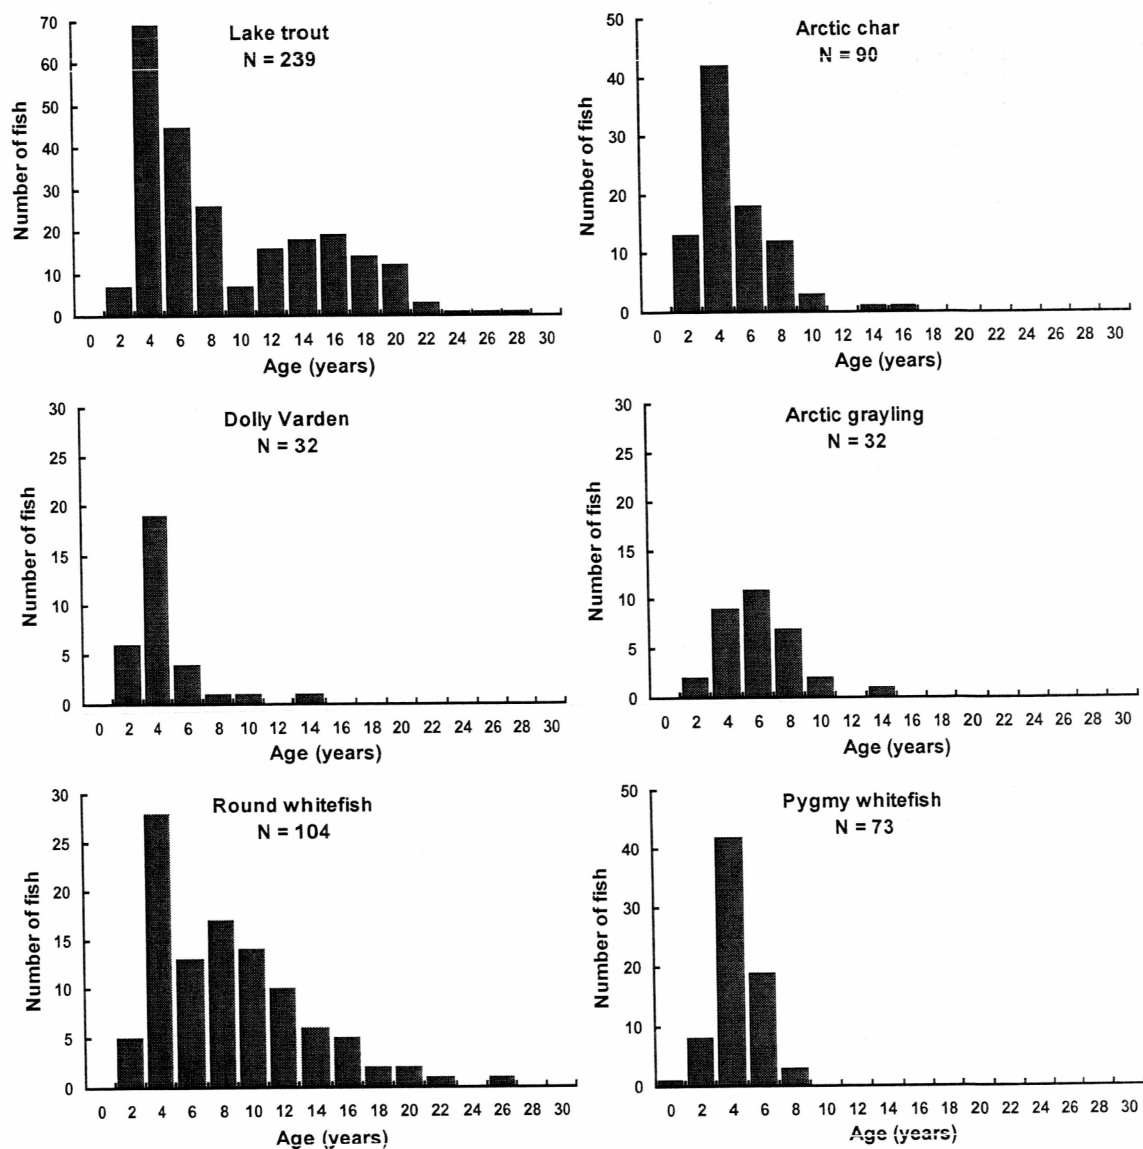 Lake trout
N = 239
Number of fish
70
60
50
40
30
20
10
0
0 2 4 6 8 10 12 14 16 18 20 22 24 26 28 30
Age (years)
Arctic char
N = 90
Number of fish
50
40
30
20
10
0
0 2 4 6 8 10 12 14 16 18 20 22 24 26 28 30
Age (years)
Dolly Varden
N = 32
Number of fish
30
25
20
15
10
5
0
0 2 4 6 8 10 12 14 16 18 20 22 24 26 28 30
Age (years)
Arctic grayling
N = 32
Number of fish
30
25
20
15
10
5
0
0 2 4 6 8 10 12 14 16 18 20 22 24 26 28 30
Age (years)
Round whitefish
N = 104
Number of fish
30
25
20
15
10
5
0
0 2 4 6 8 10 12 14 16 18 20 22 24 26 28 30
Age (years)
Pygmy whitefish
N = 73
Number of fish
50
40
30
20
10
0
0 2 4 6 8 10 12 14 16 18 20 22 24 26 28 30
Age (years)